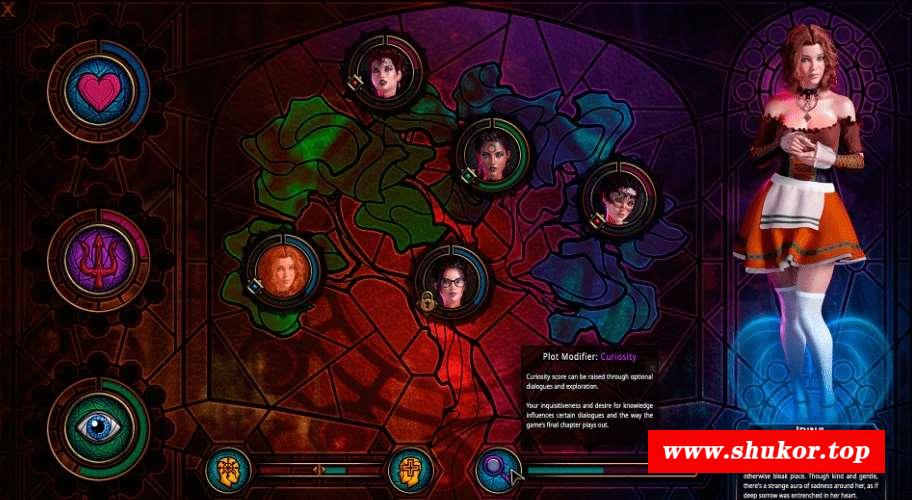 Plot Modifier: Curiosity
Curiosity score can be raised through optional
dialogues and exploration.
Your inquisitiveness and desire for knowledge
influences certain dialogues and the way the
game's final chapter plays out.
www.shukor.top
otherwise bleak place. Though kind and gentle,
there's a strange aura of sadness around her, as if
deep sorrow was entrenched in her heart.